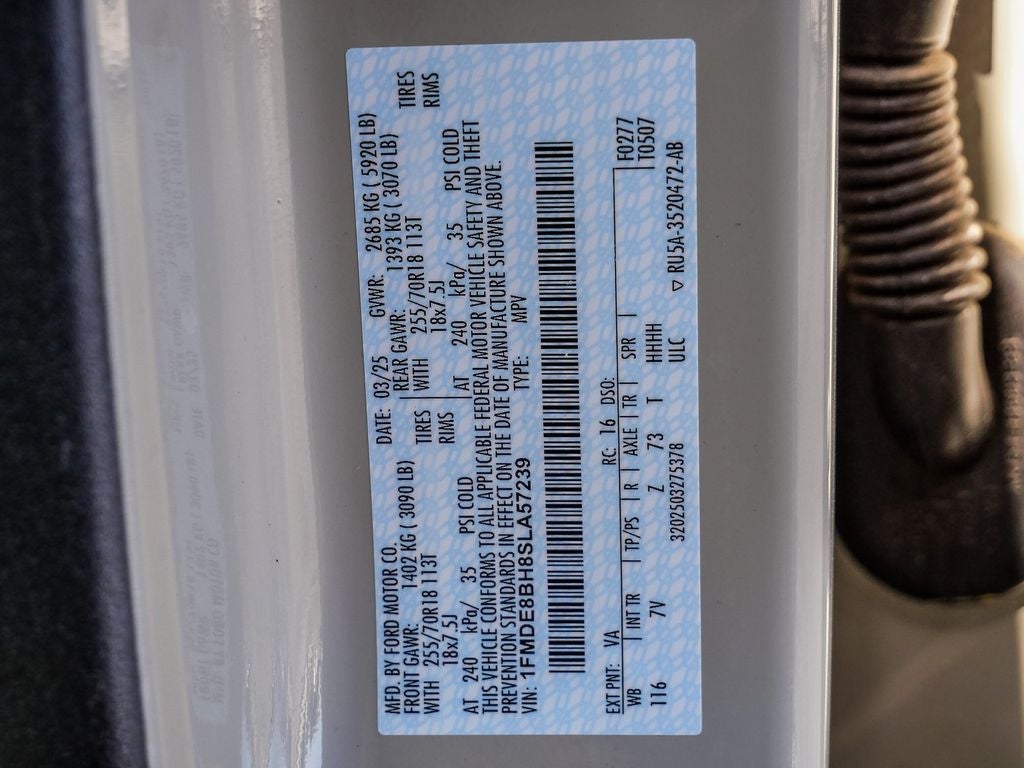 MFD. BY FORD MOTOR CO. DATE: 03/25 GVWR: 2685 KG ( 5920 LB)
FRONT GAWR: 1402 KG ( 3090 LB) REAR GAWR: 1393 KG ( 3070 LB)
WITH 255/70R18 113T TIRES WITH 255/70R18 113T TIRES
18x7.5J RIMS 18x7.5J RIMS
AT 240 kPa/ 35 PSI COLD AT 240 kPa/ 35 PSI COLD
THIS VEHICLE CONFORMS TO ALL APPLICABLE FEDERAL MOTOR VEHICLE SAFETY AND THEFT
PREVENTION STANDARDS IN EFFECT ON THE DATE OF MANUFACTURE SHOWN ABOVE.
VIN: 1FMDE8BH8SLA57239 TYPE: MPV
EXT PNT: VA RC: 16 DSO: F0277
WB | INT TR | TP/PS | R | AXLE | TR | SPR | T0507
116 7V Z 73 T HHHH
3202503275378 ULC ▽ RU5A-3520472-AB